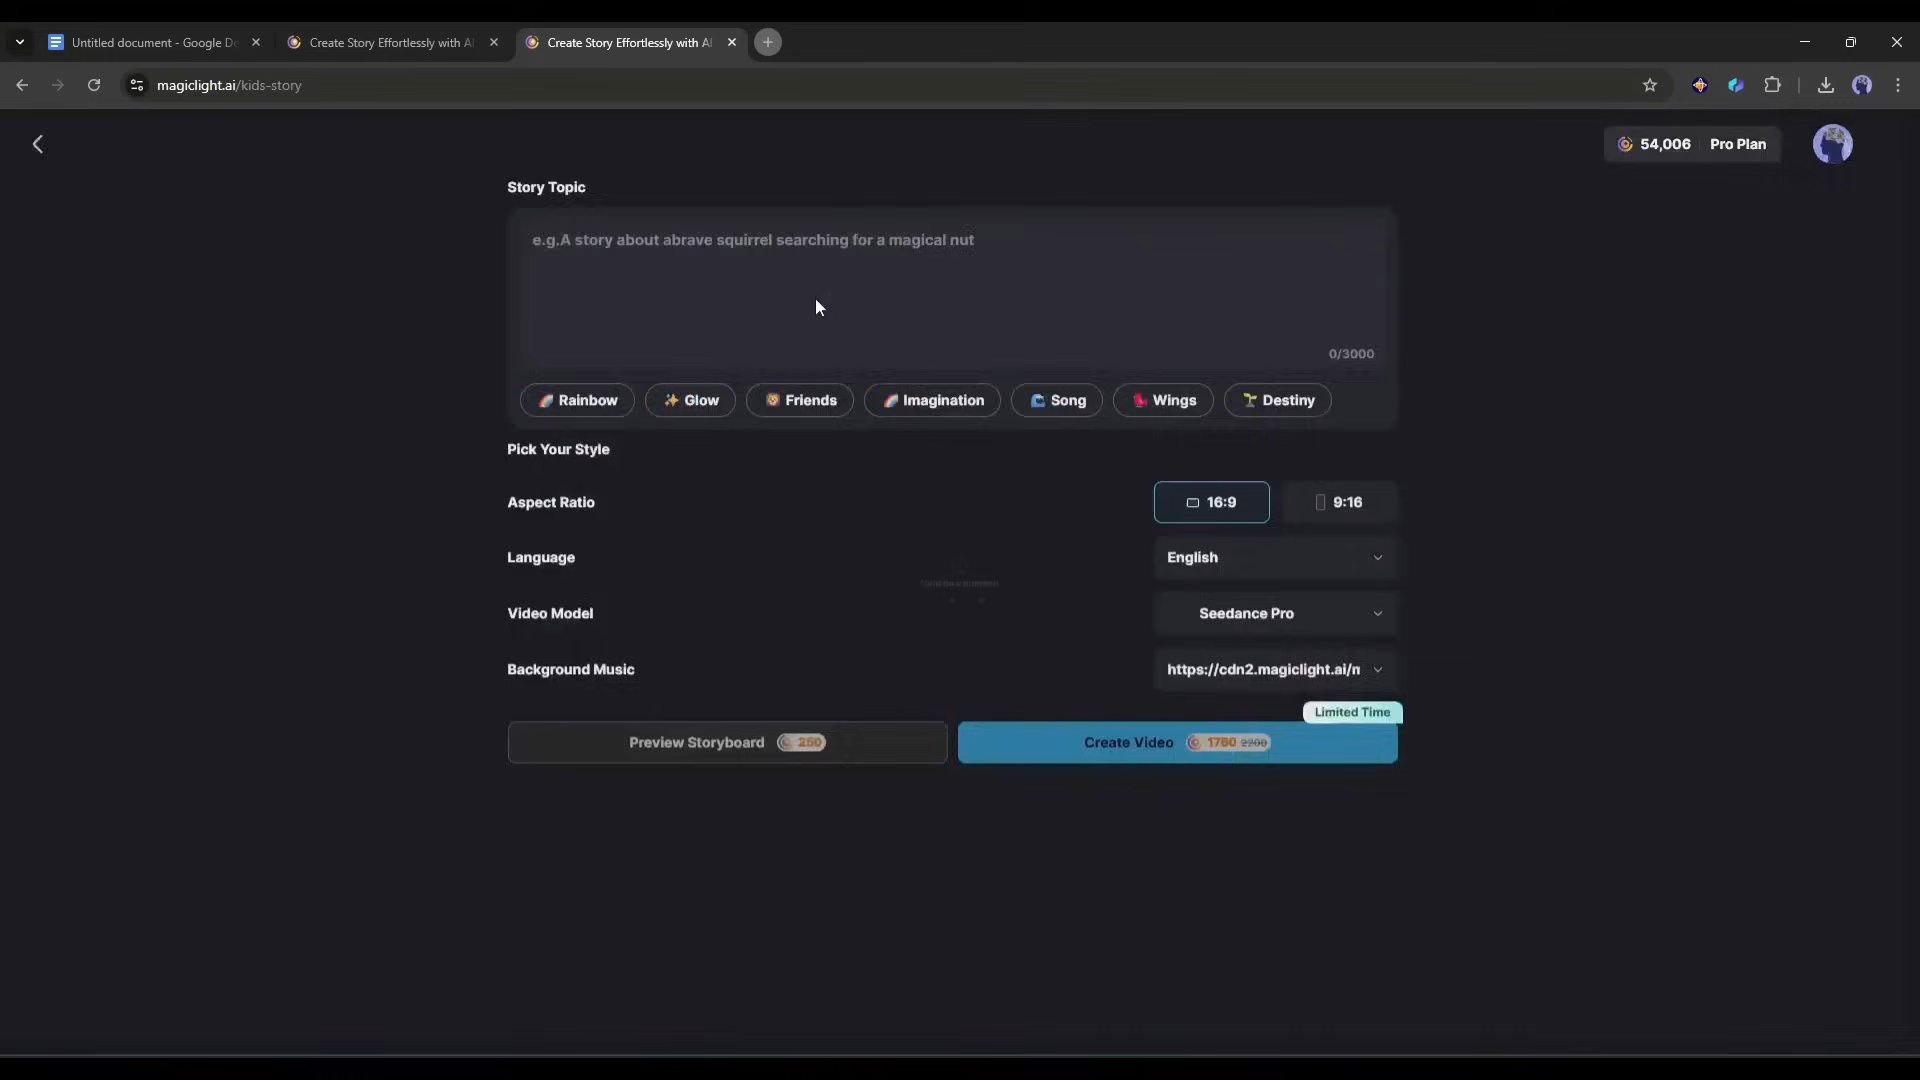 Untitled document - Google Do
Create Story Effortlessly with AI
Create Story Effortlessly with AI
magiclight.ai/kids-story
54,006
Pro Plan
Story Topic
e.g.A story about abrave squirrel searching for a magical nut
0/3000
Rainbow
Glow
Friends
Imagination
Song
Wings
Destiny
Pick Your Style
Aspect Ratio
16:9
9:16
Language
English
Video Model
Seedance Pro
Background Music
https://cdn2.magiclight.ai/n
Limited Time
Preview Storyboard
250
Create Video
1760 2200